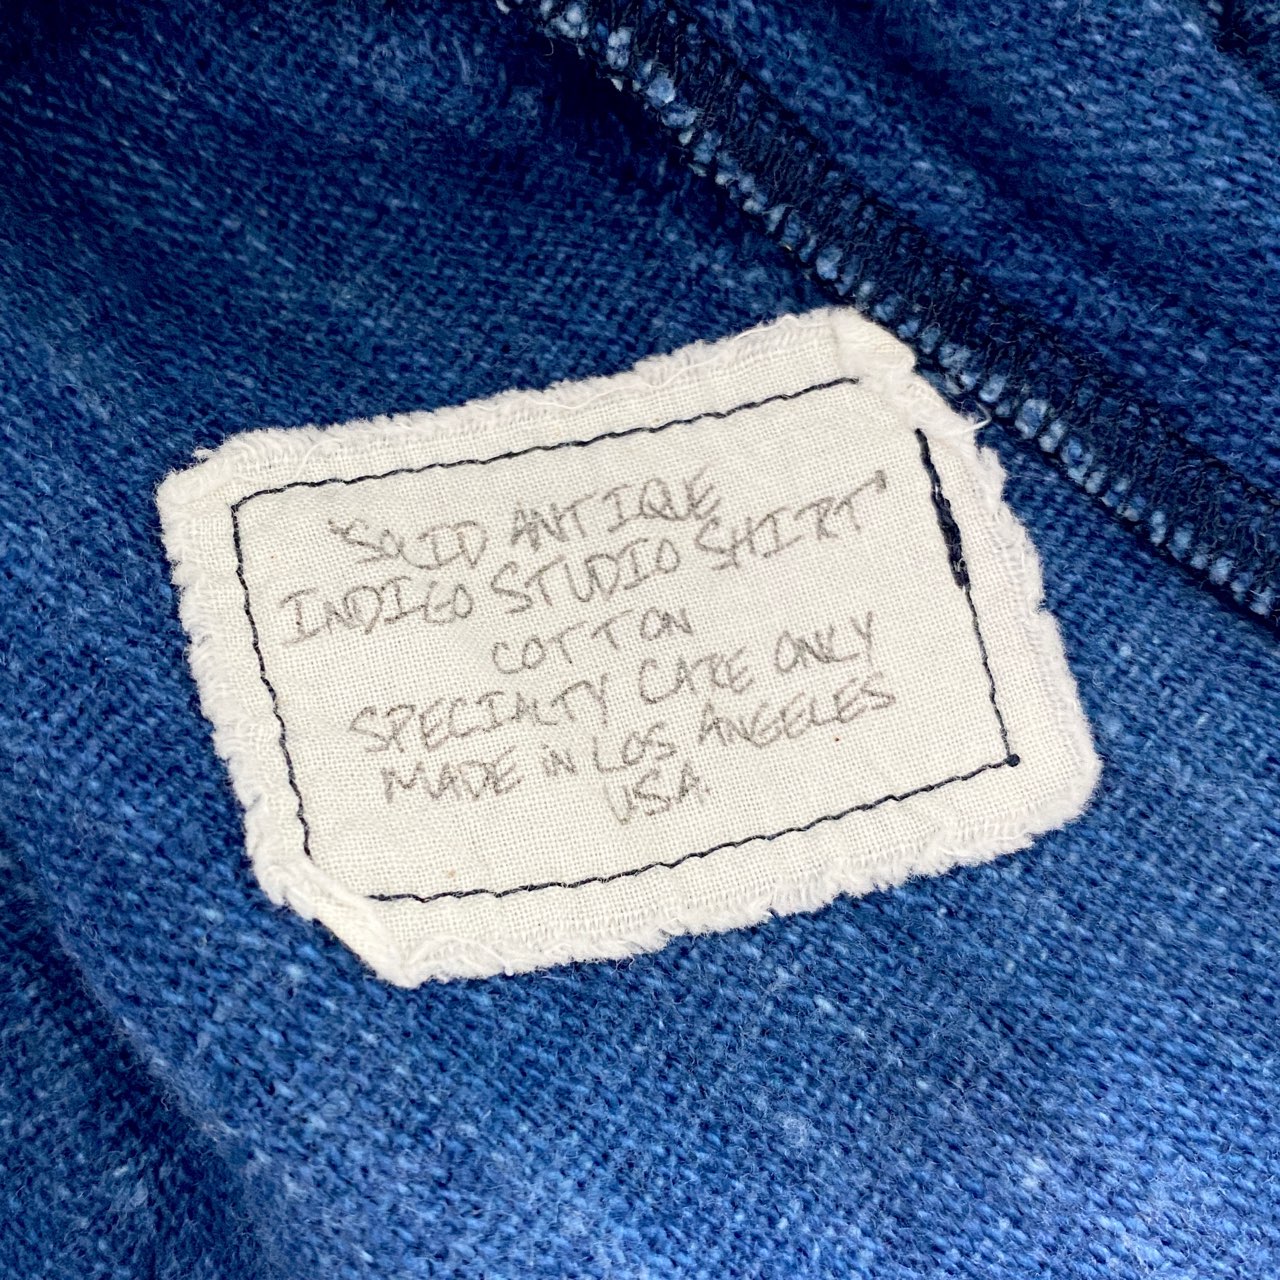 "SOLID ANTIQUE
INDIGO STUDIO SHIRT"
COTTON
SPECIALTY CARE ONLY
MADE iN LOS ANGELES
USA.